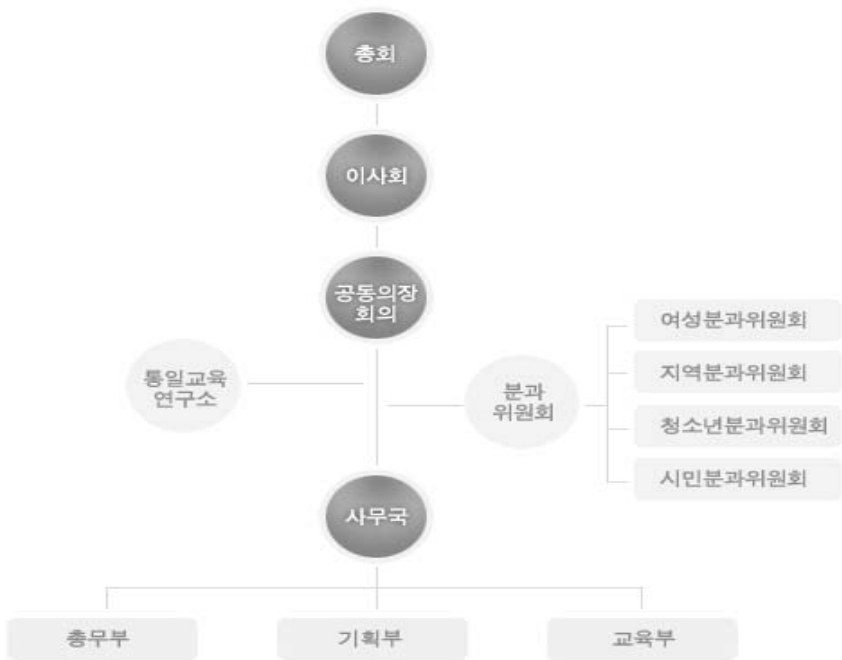 총회
이사회
공동의장
회의
통일교육
연구소
분과
위원회
여성분과위원회
지역분과위원회
청소년분과위원회
시민분과위원회
사무국
총무부
기획부
교육부